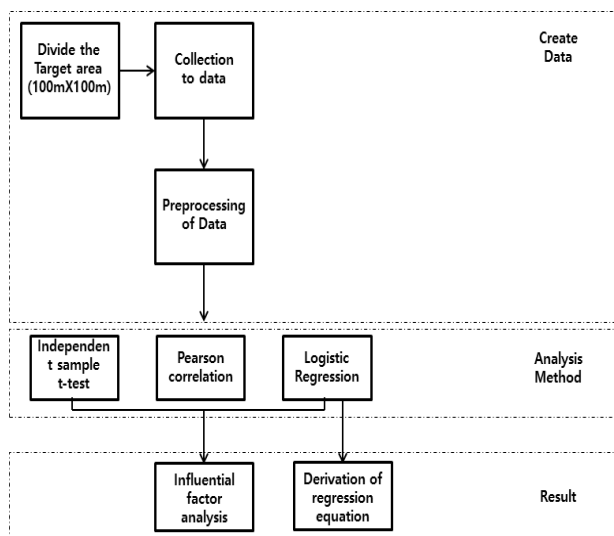 Divide the
Target area
(100mX100m)
Collection
to data
Create
Data
Preprocessing
of Data
Independen
t sample
t-test
Pearson
correlation
Logistic
Regression
Analysis
Method
Influential
factor
analysis
Derivation of
regression
equation
Result